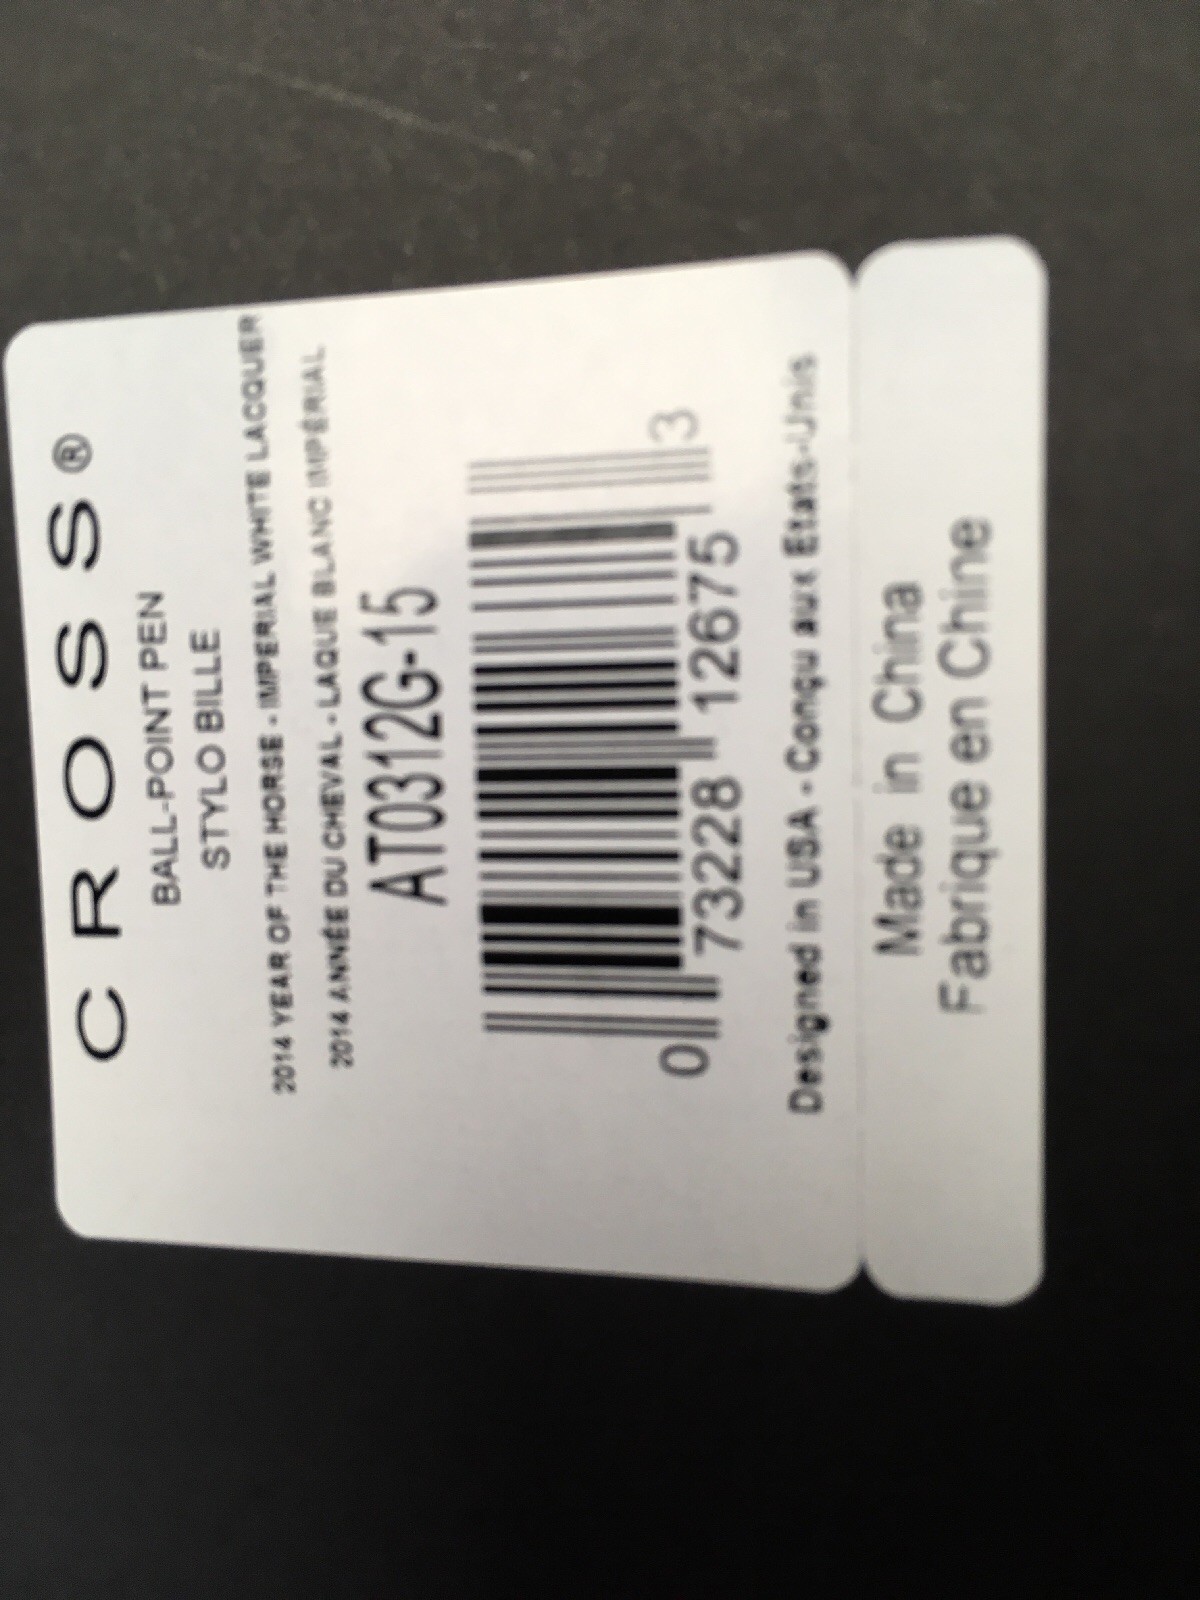 CROSS®
BALL-POINT PEN
STYLO BILLE
2014 YEAR OF THE HORSE - IMPERIAL WHITE LACQUER
2014 ANNÉE DU CHEVAL - LAQUE BLANC IMPÉRIAL
AT0312G-15
0 73228 12675 3
Designed in USA - Conçu aux États-Unis
Made in China
Fabrique en Chine